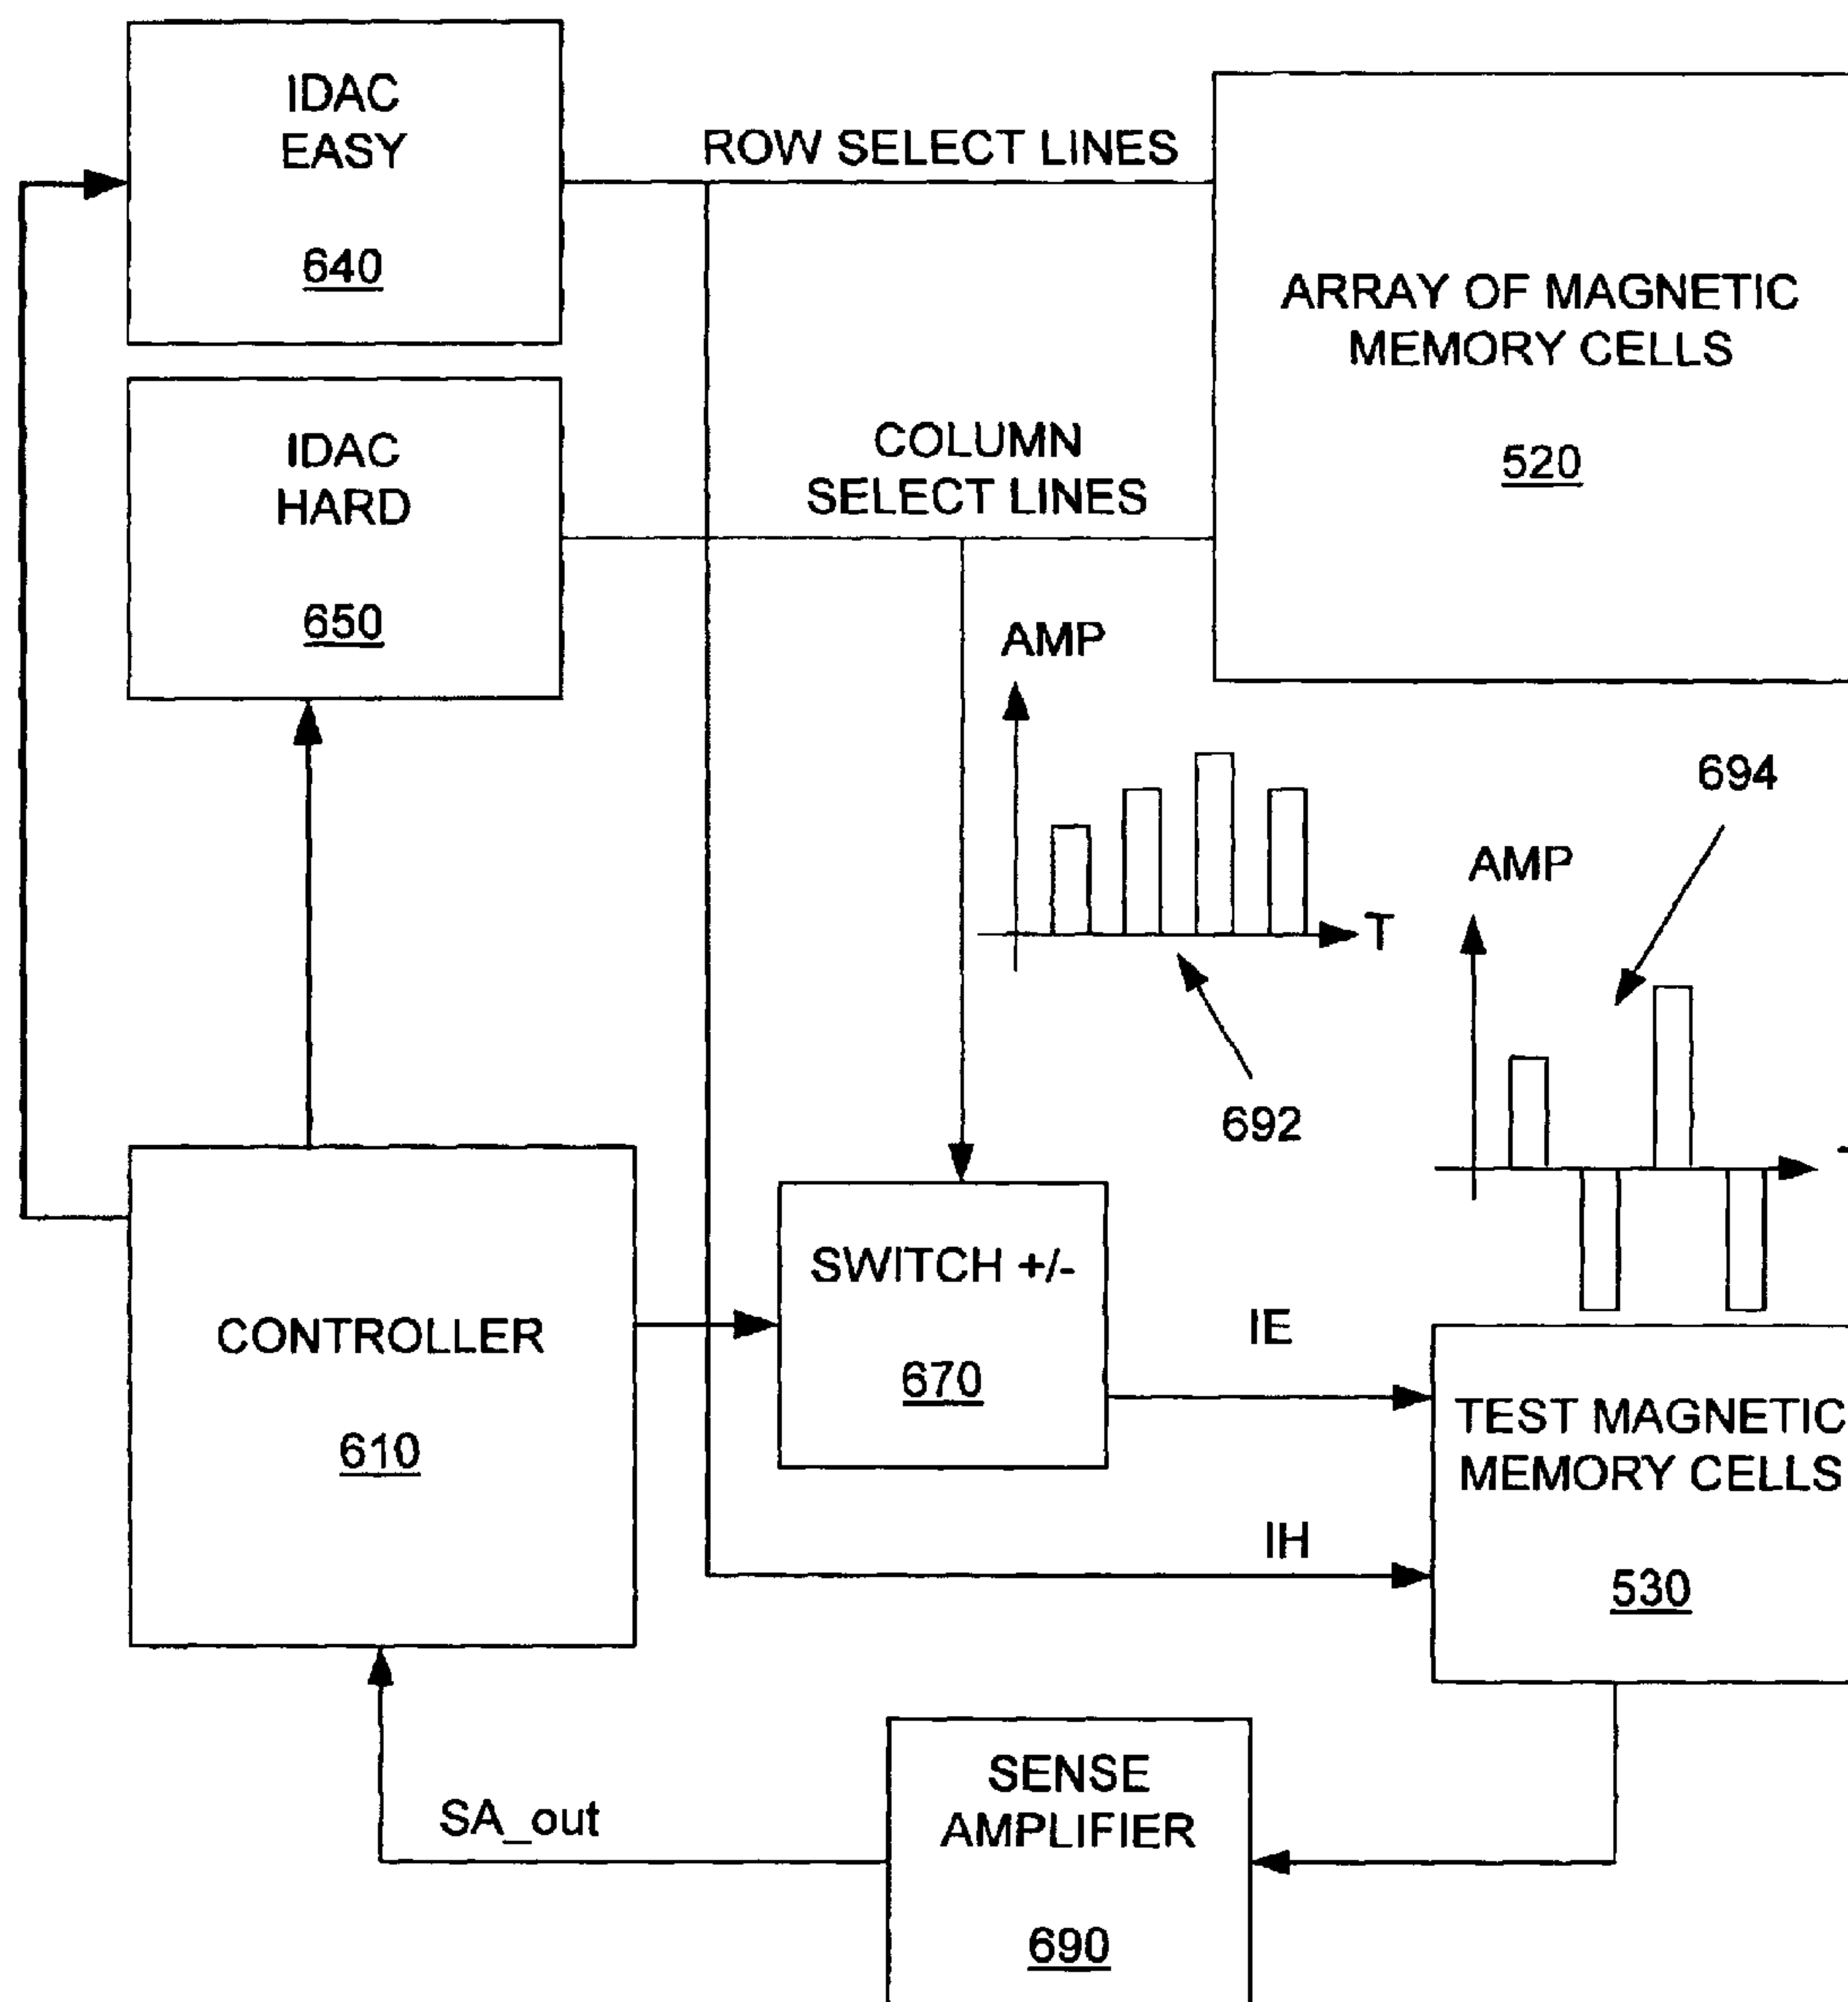 IDAC
EASY
640
ROW SELECT LINES
ARRAY OF MAGNETIC
MEMORY CELLS
520
IDAC
HARD
650
COLUMN
SELECT LINES
AMP
T
692
694
AMP
CONTROLLER
610
SWITCH +/-
670
IE
IH
TEST MAGNETIC
MEMORY CELLS
530
SA_out
SENSE
AMPLIFIER
690